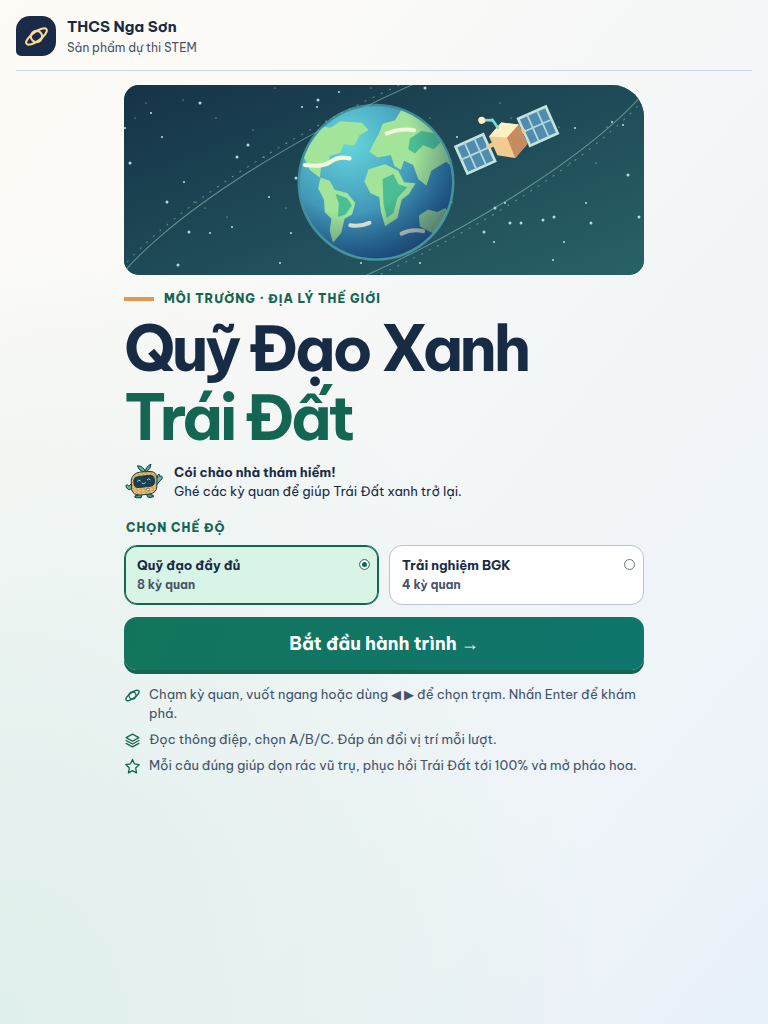 THCS Nga Sơn
Sản phẩm dự thi STEM
MÔI TRƯỜNG · ĐỊA LÝ THẾ GIỚI
Quỹ Đạo Xanh
Trái Đất
Cói chào nhà thám hiểm!
Ghé các kỳ quan để giúp Trái Đất xanh trở lại.
CHỌN CHẾ ĐỘ
Quỹ đạo đầy đủ
8 kỳ quan
Trải nghiệm BGK
4 kỳ quan
Bắt đầu hành trình →
Chạm kỳ quan, vuốt ngang hoặc dùng ◀ ▶ để chọn trạm. Nhấn Enter để khám
phá.
Đọc thông điệp, chọn A/B/C. Đáp án đổi vị trí mỗi lượt.
Mỗi câu đúng giúp dọn rác vũ trụ, phục hồi Trái Đất tới 100% và mở pháo hoa.